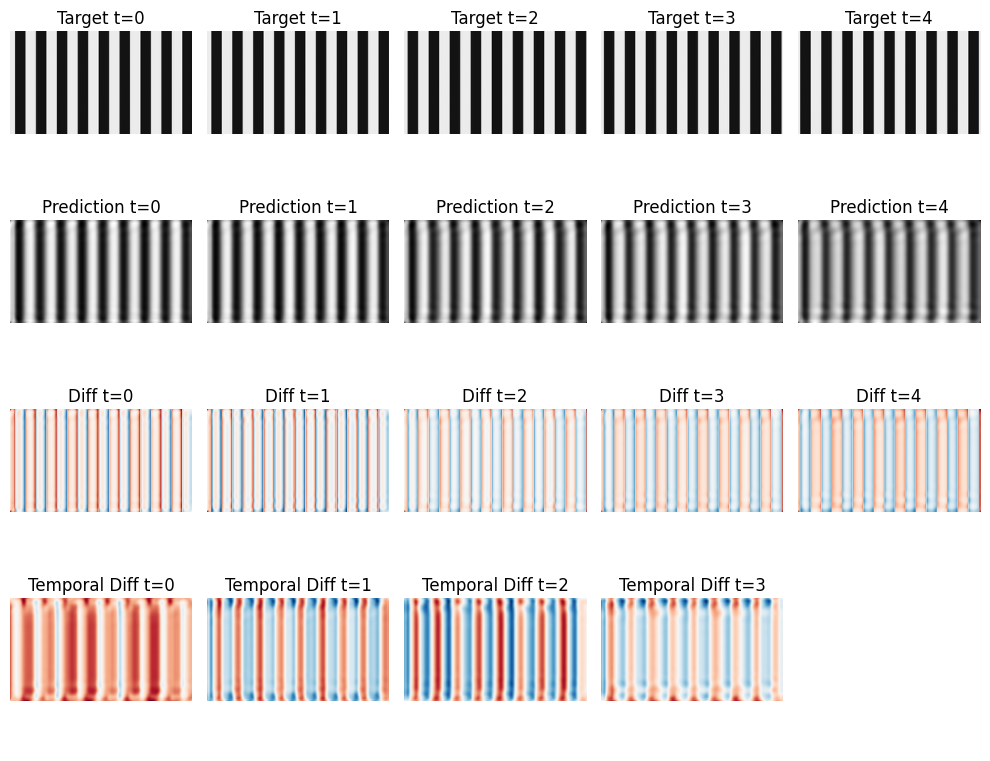 Target t=0 Target t=1 Target t=2 Target t=3 Target t=4
Prediction t=0 Prediction t=1 Prediction t=2 Prediction t=3 Prediction t=4
Diff t=0 Diff t=1 Diff t=2 Diff t=3 Diff t=4
Temporal Diff t=0 Temporal Diff t=1 Temporal Diff t=2 Temporal Diff t=3